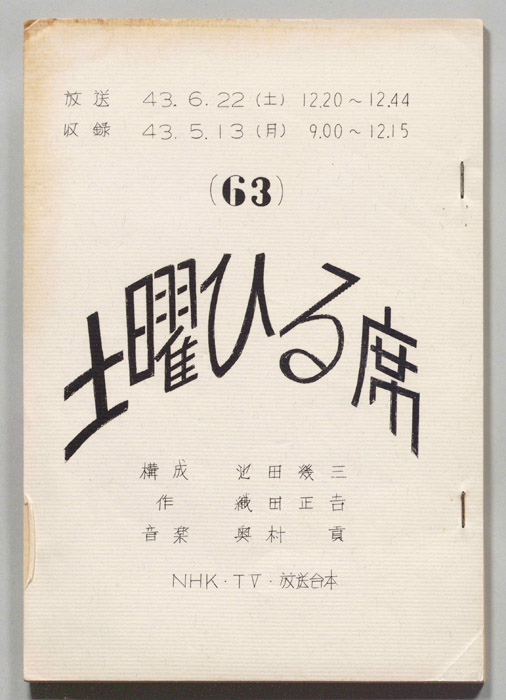 放送 43. 6. 22 (土) 12.20～12.44
収録 43. 5. 13 (月) 9.00～12.15
(63)
土曜ひる席
構成 池田幾三
作 織田正吉
音楽 奥村貢
NHK・TV・放送台本